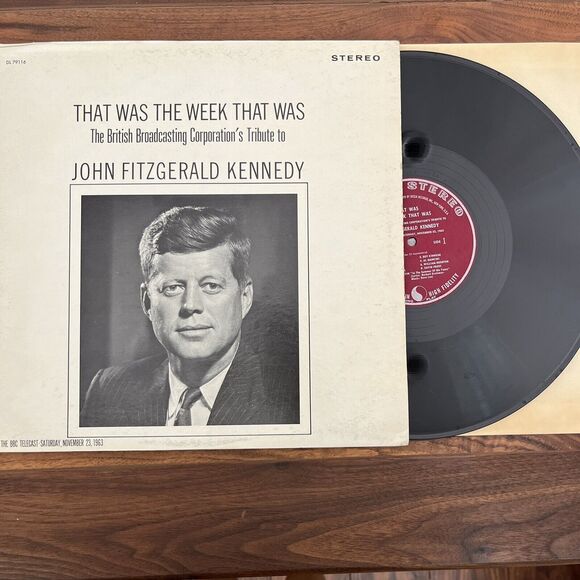 DL 79116
STEREO
THAT WAS THE WEEK THAT WAS
The British Broadcasting Corporation's Tribute to
JOHN FITZGERALD KENNEDY
THE BBC TELECAST-SATURDAY, NOVEMBER 23, 1963
STEREO
AT WAS
EK THAT WAS
CORPORATION'S TRIBUTE TO
GERALD KENNEDY
SIDE 1
HIGH FIDELITY